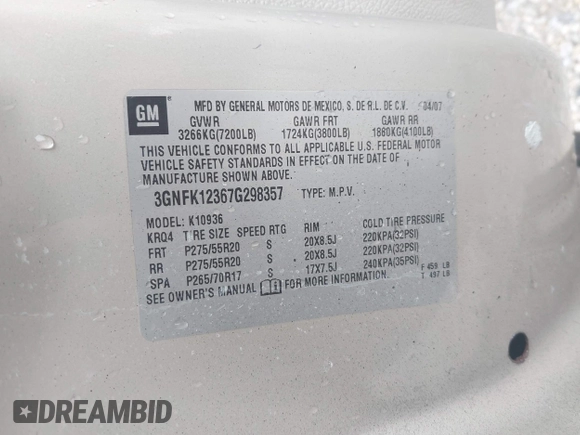 GM
®
MFD BY GENERAL MOTORS DE MEXICO, S. DE R.L. DE C.V. 04/07
GVWR GAWR FRT GAWR RR
3266KG(7200LB) 1724KG(3800LB) 1860KG(4100LB)
THIS VEHICLE CONFORMS TO ALL APPLICABLE U.S. FEDERAL MOTOR
VEHICLE SAFETY STANDARDS IN EFFECT ON THE DATE OF
MANUFACTURE SHOWN ABOVE.
3GNFK12367G298357 TYPE: M.P.V.
MODEL: K10936
KRQ4 TIRE SIZE SPEED RTG RIM COLD TIRE PRESSURE
FRT P275/55R20 S 20X8.5J 220KPA(32PSI)
RR P275/55R20 S 20X8.5J 220KPA(32PSI)
SPA P265/70R17 S 17X7.5J 240KPA(35PSI)
SEE OWNER'S MANUAL FOR MORE INFORMATION.
F 459 LB
T 497 LB
DREAMBID